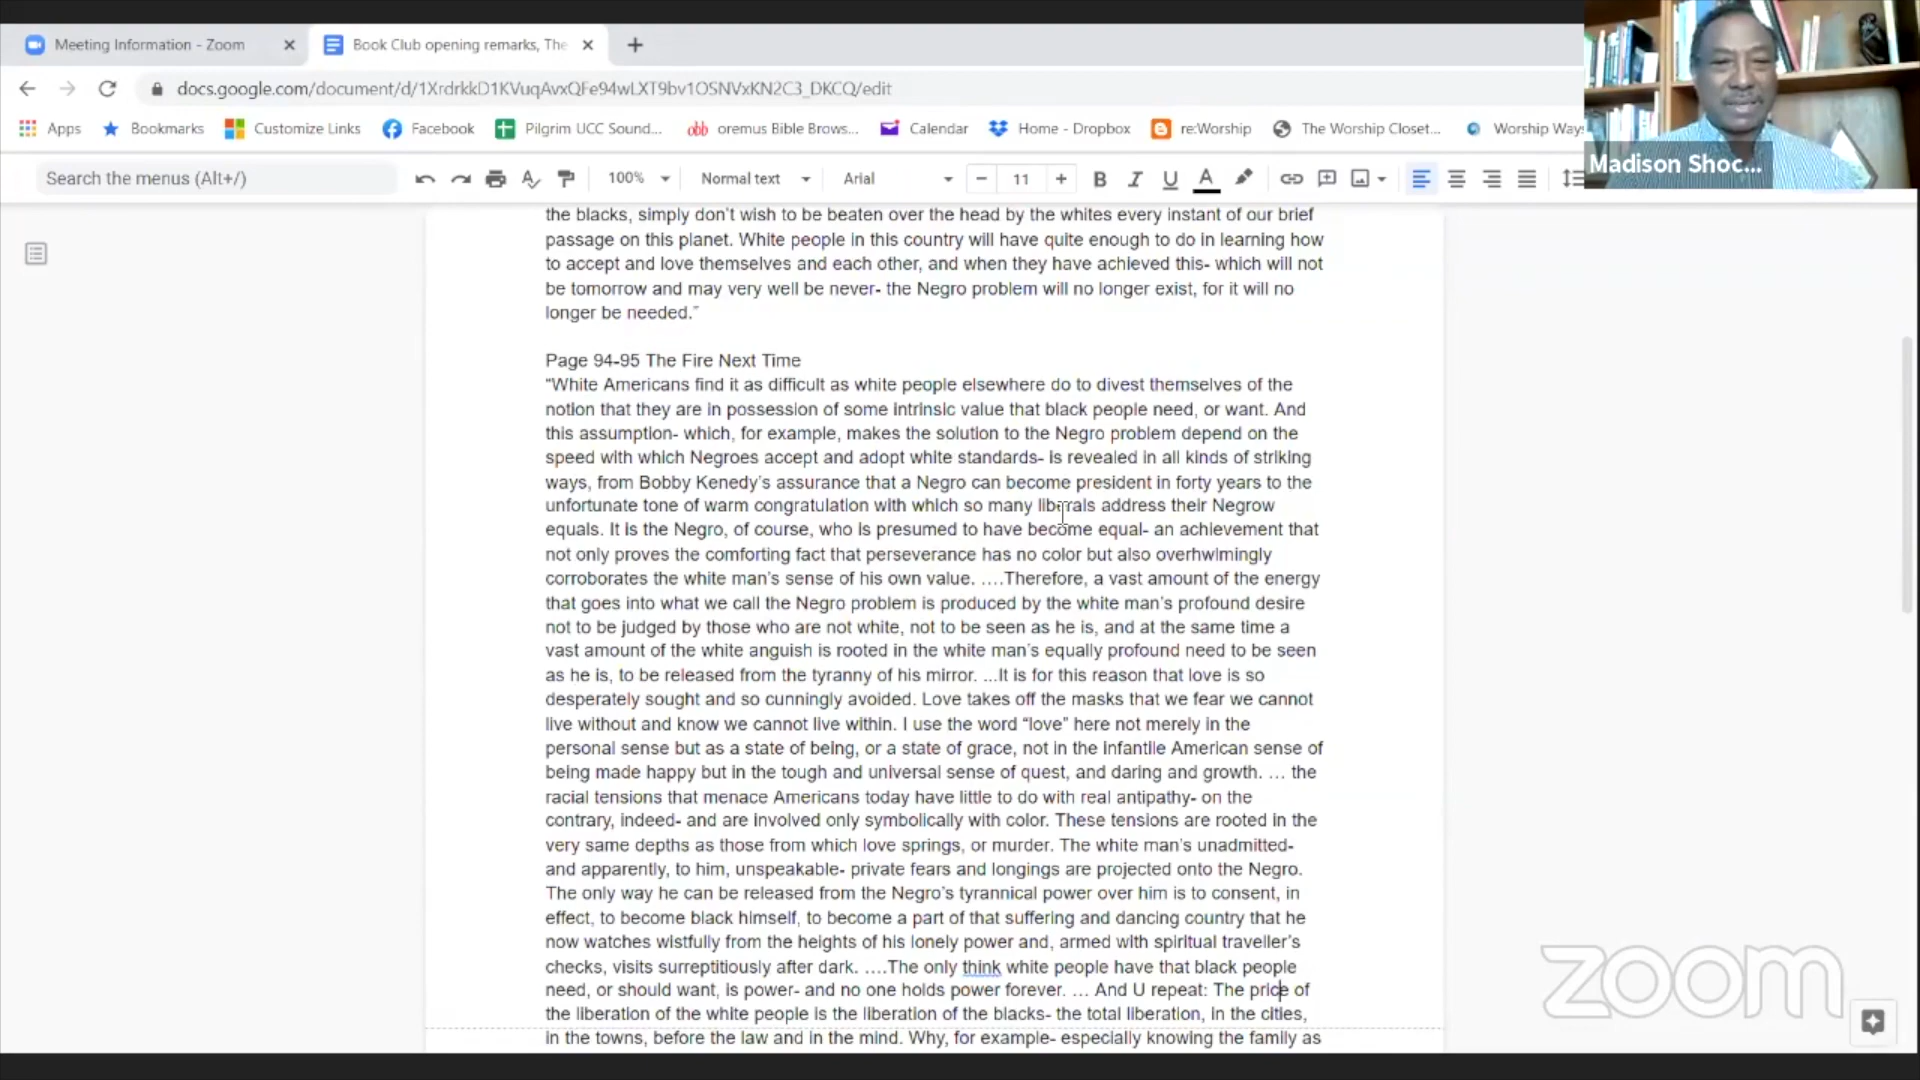 Meeting Information - Zoom
Book Club opening remarks, The
docs.google.com/document/d/1XrdrkkD1KVuqAvxQFe94wLXT9bv1OSNVxKN2C3_DKCQ/edit
Apps Bookmarks Customize Links Facebook Pilgrim UCC Sound... oremus Bible Brows... Calendar Home - Dropbox re:Worship The Worship Closet... Worship Ways
Madison Shoc...
Search the menus (Alt+/) 100% Normal text Arial 11 B I U A
the blacks, simply don't wish to be beaten over the head by the whites every instant of our brief
passage on this planet. White people in this country will have quite enough to do in learning how
to accept and love themselves and each other, and when they have achieved this- which will not
be tomorrow and may very well be never- the Negro problem will no longer exist, for it will no
longer be needed."
Page 94-95 The Fire Next Time
"White Americans find it as difficult as white people elsewhere do to divest themselves of the
notion that they are in possession of some intrinsic value that black people need, or want. And
this assumption- which, for example, makes the solution to the Negro problem depend on the
speed with which Negroes accept and adopt white standards- is revealed in all kinds of striking
ways, from Bobby Kenedy's assurance that a Negro can become president in forty years to the
unfortunate tone of warm congratulation with which so many liberals address their Negrow
equals. It is the Negro, of course, who is presumed to have become equal- an achievement that
not only proves the comforting fact that perseverance has no color but also overhwlmingly
corroborates the white man's sense of his own value. ....Therefore, a vast amount of the energy
that goes into what we call the Negro problem is produced by the white man's profound desire
not to be judged by those who are not white, not to be seen as he is, and at the same time a
vast amount of the white anguish is rooted in the white man's equally profound need to be seen
as he is, to be released from the tyranny of his mirror. ...It is for this reason that love is so
desperately sought and so cunningly avoided. Love takes off the masks that we fear we cannot
live without and know we cannot live within. I use the word “love” here not merely in the
personal sense but as a state of being, or a state of grace, not in the infantile American sense of
being made happy but in the tough and universal sense of quest, and daring and growth. ... the
racial tensions that menace Americans today have little to do with real antipathy- on the
contrary, indeed- and are involved only symbolically with color. These tensions are rooted in the
very same depths as those from which love springs, or murder. The white man's unadmitted-
and apparently, to him, unspeakable- private fears and longings are projected onto the Negro.
The only way he can be released from the Negro's tyrannical power over him is to consent, in
effect, to become black himself, to become a part of that suffering and dancing country that he
now watches wistfully from the heights of his lonely power and, armed with spiritual traveller's
checks, visits surreptitiously after dark. ....The only think white people have that black people
need, or should want, is power- and no one holds power forever. ... And U repeat: The price of
the liberation of the white people is the liberation of the blacks- the total liberation, in the cities,
in the towns, before the law and in the mind. Why, for example- especially knowing the family as
zoom